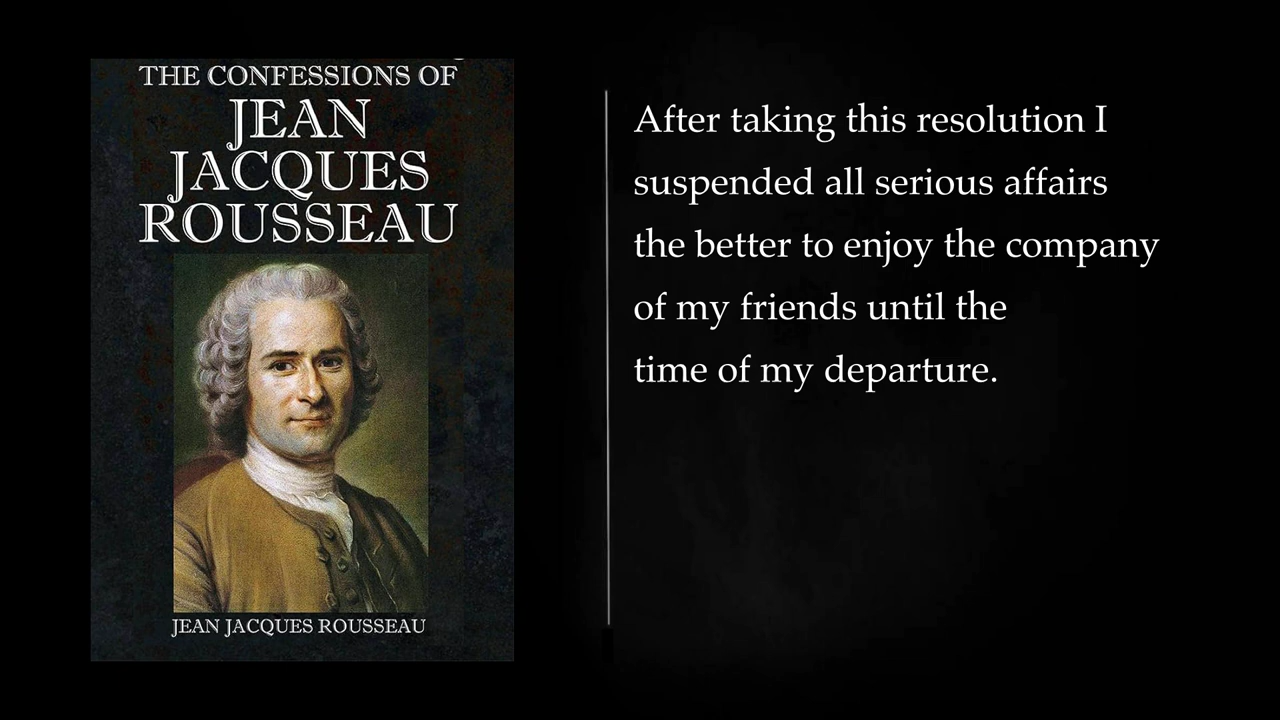 THE CONFESSIONS OF
JEAN
JACQUES
ROUSSEAU
JEAN JACQUES ROUSSEAU
After taking this resolution I
suspended all serious affairs
the better to enjoy the company
of my friends until the
time of my departure.